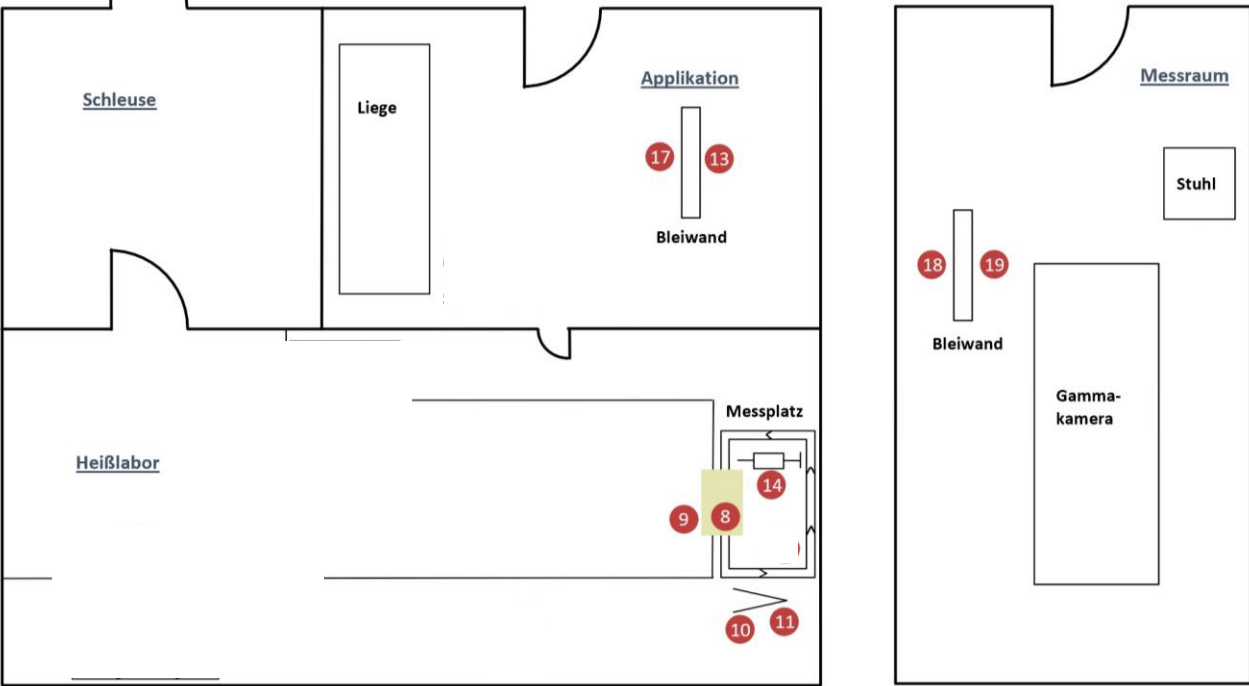 Schleuse
Liege
Applikation
17 13
Bleiwand
Messraum
Stuhl
18 19
Bleiwand
Gamma-
kamera
Heißlabor
Messplatz
14
9 8
10 11